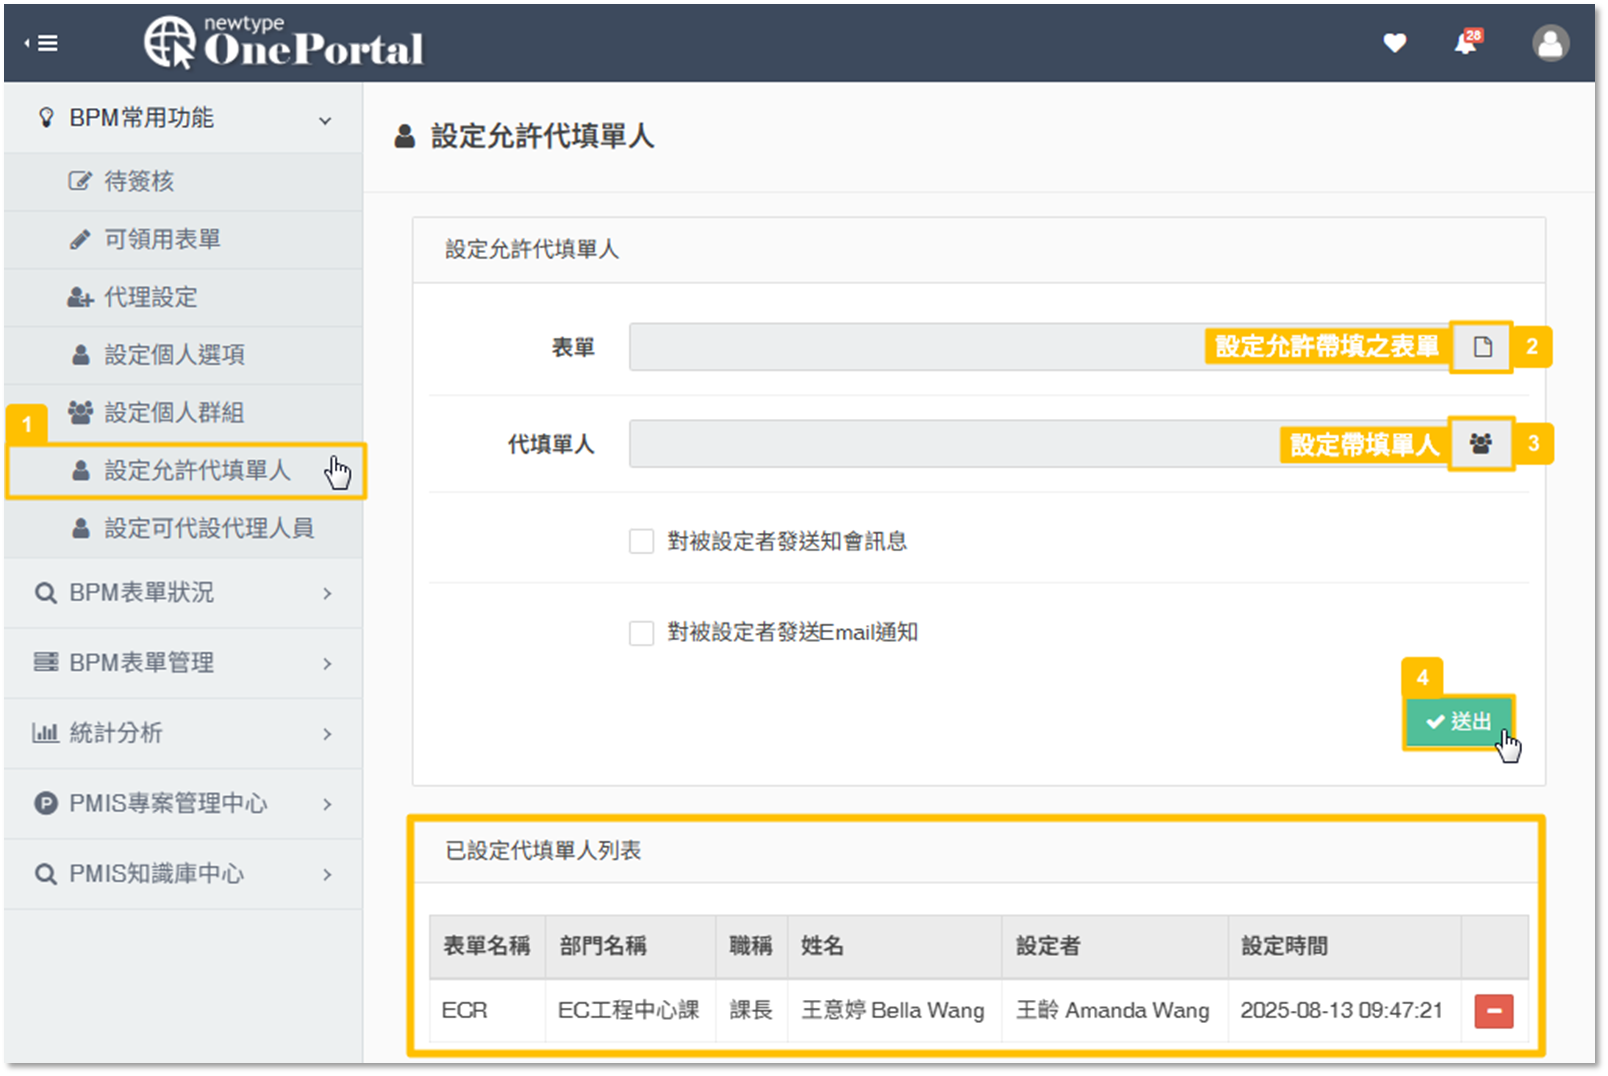 newtype
OnePortal
28
BPM常用功能
待簽核
可領用表單
代理設定
設定個人選項
設定個人群組
1
設定允許代填單人
設定可代設代理人員
BPM表單狀況
BPM表單管理
統計分析
P PMIS專案管理中心
PMIS知識庫中心
設定允許代填單人
設定允許代填單人
表單
設定允許帶填之表單
2
代填單人
設定帶填單人
3
對被設定者發送知會訊息
對被設定者發送Email通知
4
送出
已設定代填單人列表
表單名稱 部門名稱 職稱 姓名 設定者 設定時間
ECR EC工程中心課 課長 王意婷 Bella Wang 王齡 Amanda Wang 2025-08-13 09:47:21